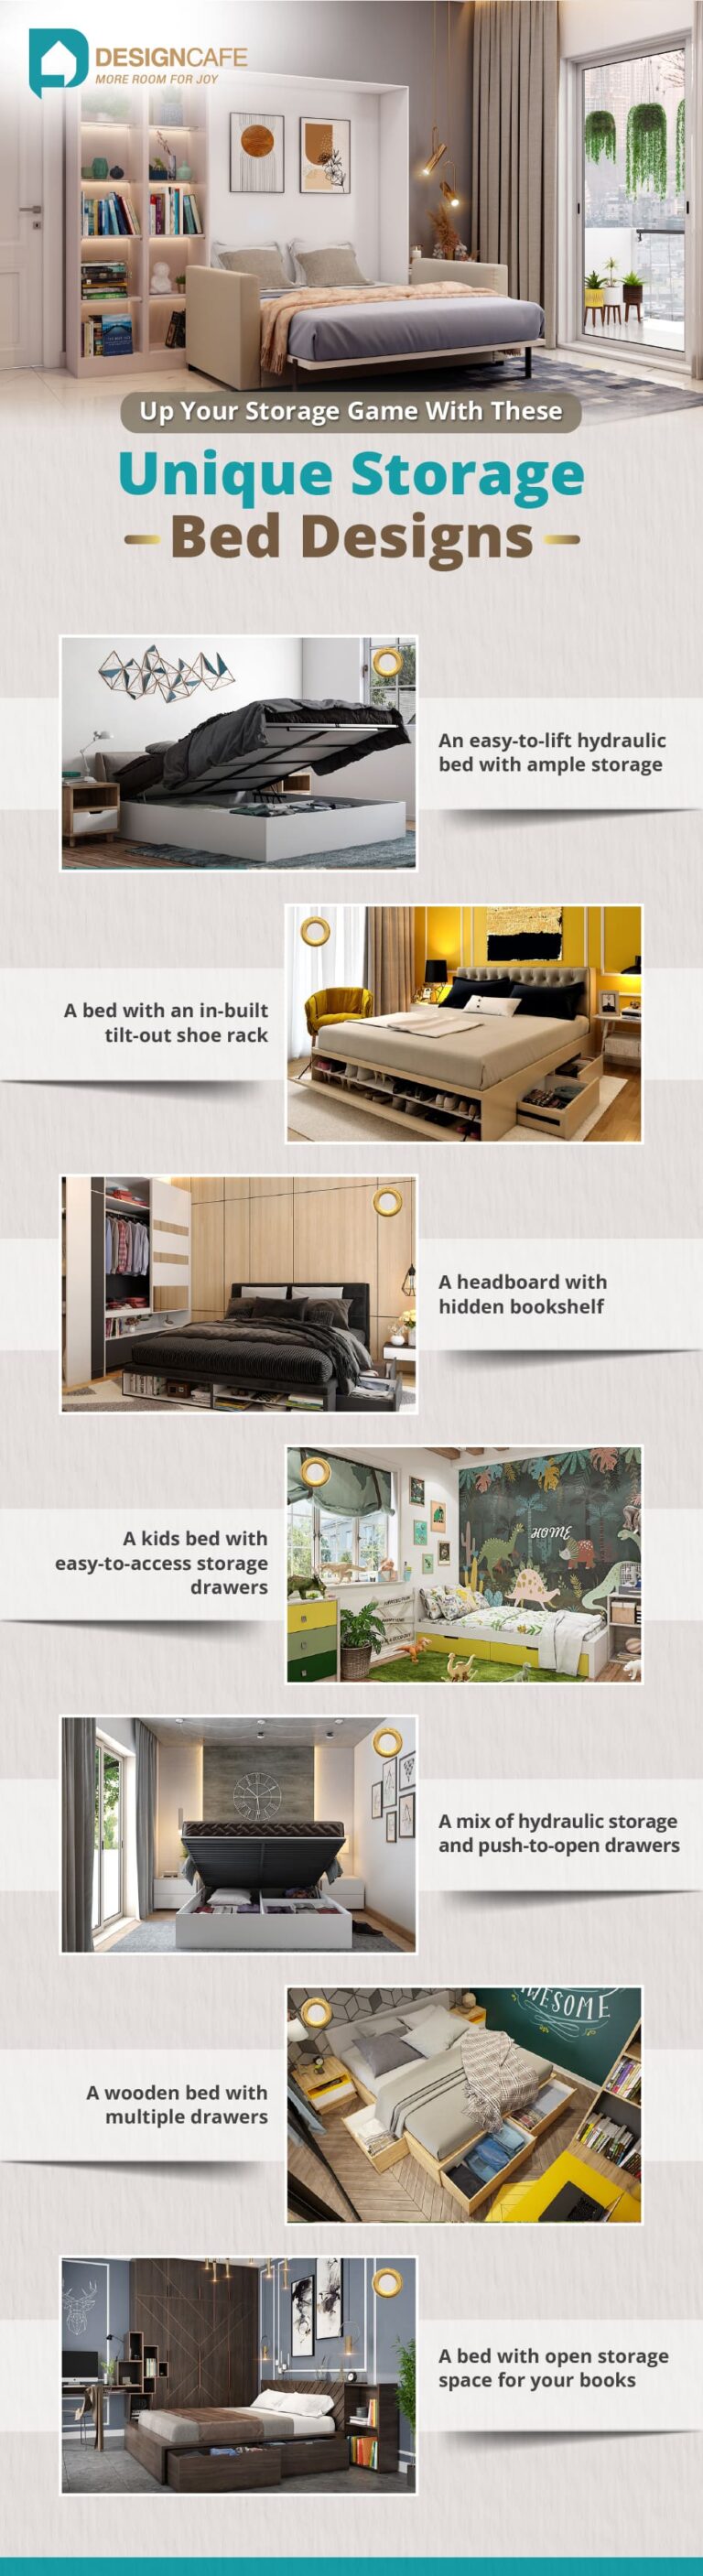 DESIGNCAFE
MORE ROOM FOR JOY
Up Your Storage Game With These
Unique Storage
Bed Designs
An easy-to-lift hydraulic
bed with ample storage
A bed with an in-built
tilt-out shoe rack
A headboard with
hidden bookshelf
HOME
A kids bed with
easy-to-access storage
drawers
A mix of hydraulic storage
and push-to-open drawers
A wooden bed with
multiple drawers
A bed with open storage
space for your books